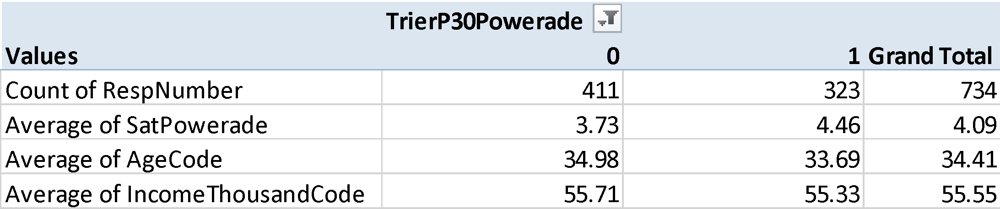 TrierP30Powerade
Values 0 1 Grand Total
Count of RespNumber 411 323 734
Average of SatPowerade 3.73 4.46 4.09
Average of AgeCode 34.98 33.69 34.41
Average of IncomeThousandCode 55.71 55.33 55.55